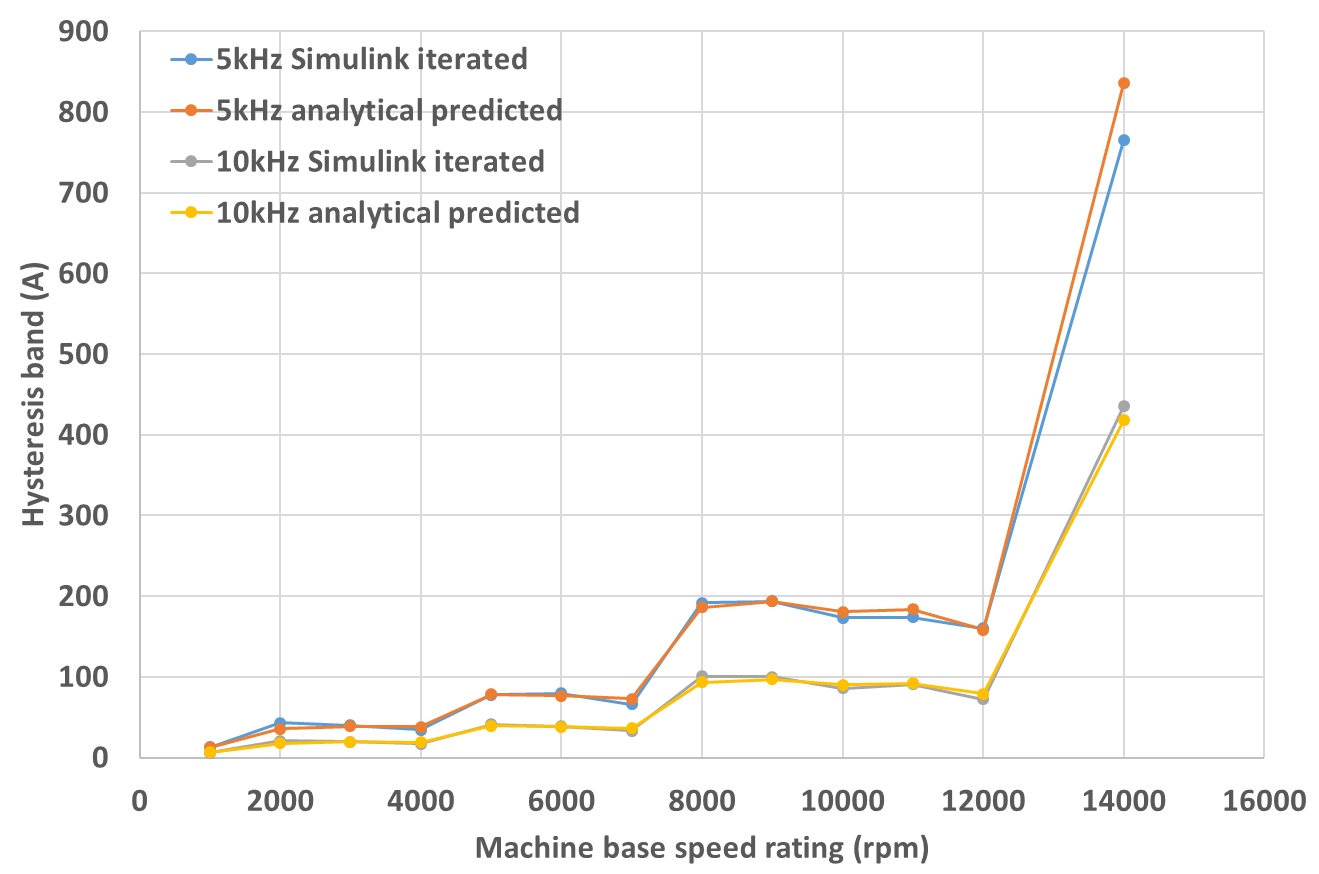 900
800
700
600
500
400
300
200
100
0
Hysteresis band (A)
5kHz Simulink iterated
5kHz analytical predicted
10kHz Simulink iterated
10kHz analytical predicted
0 2000 4000 6000 8000 10000 12000 14000 16000
Machine base speed rating (rpm)